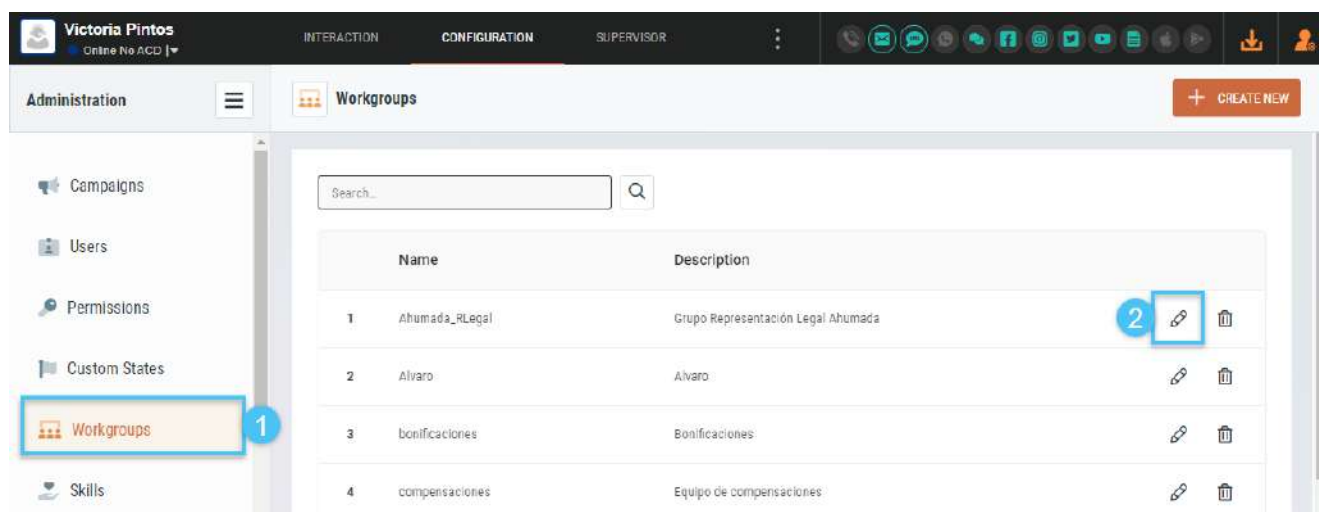 Victoria Pintos
Online No ACD
INTERACTION
CONFIGURATION
SUPERVISOR
Administration
Workgroups
+ CREATE NEW
Campaigns
Users
Permissions
Custom States
Workgroups
1
Skills
Search...
Name Description
1 Ahumada_RLegal Grupo Representación Legal Ahumada 2
2 Alvaro Alvaro
3 bonificaciones Bonificaciones
4 compensaciones Equipo de compensaciones